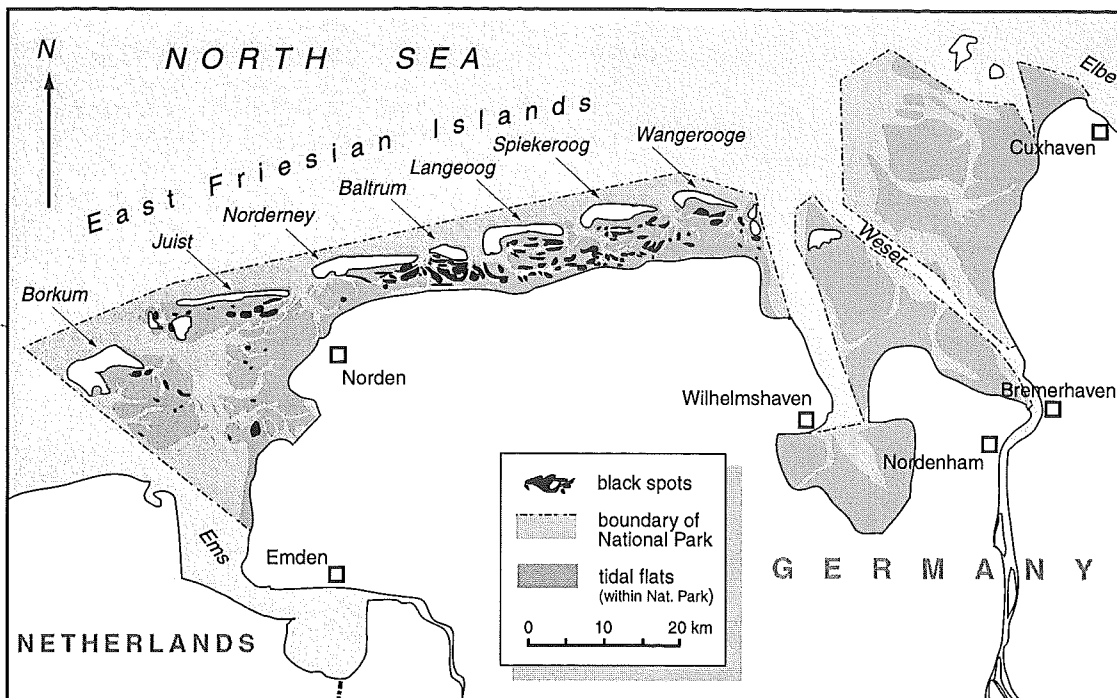 N
NORTH SEA
East Friesian Islands
Borkum
Juist
Norderney
Baltrum
Langeoog
Spiekeroog
Wangerooge
Elbe
Cuxhaven
Weser
Norden
Wilhelmshaven
Bremerhaven
Nordenham
Ems
Emden
NETHERLANDS
GERMANY
black spots
boundary of
National Park
tidal flats
(within Nat. Park)
0 10 20 km